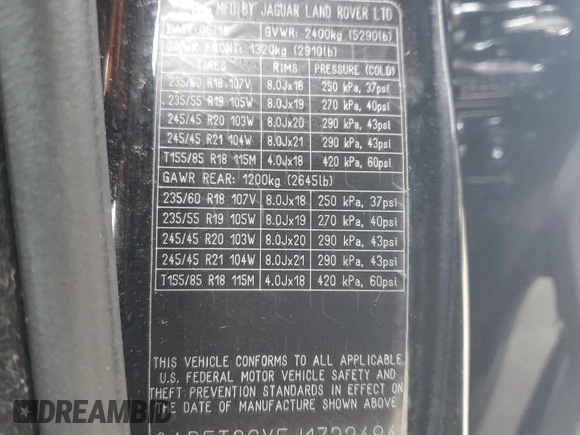 MFD BY JAGUAR LAND ROVER LTD
DATE: 06/18 GVWR: 2400kg (5290lb)
GAWR FRONT: 1320kg (2910lb)
TIRES RIMS PRESSURE (COLD)
235/60 R18 107V 8.0Jx18 250 kPa, 37psi
235/55 R19 105W 8.0Jx19 270 kPa, 40psi
245/45 R20 103W 8.0Jx20 290 kPa, 43psi
245/45 R21 104W 8.0Jx21 290 kPa, 43psi
T155/85 R18 115M 4.0Jx18 420 kPa, 60psi
GAWR REAR: 1200kg (2645lb)
235/60 R18 107V 8.0Jx18 250 kPa, 37psi
235/55 R19 105W 8.0Jx19 270 kPa, 40psi
245/45 R20 103W 8.0Jx20 290 kPa, 43psi
245/45 R21 104W 8.0Jx21 290 kPa, 43psi
T155/85 R18 115M 4.0Jx18 420 kPa, 60psi
THIS VEHICLE CONFORMS TO ALL APPLICABLE
U.S. FEDERAL MOTOR VEHICLE SAFETY AND
THEFT PREVENTION STANDARDS IN EFFECT ON
THE DATE OF MANUFACTURE SHOWN ABOVE
DREAMBID